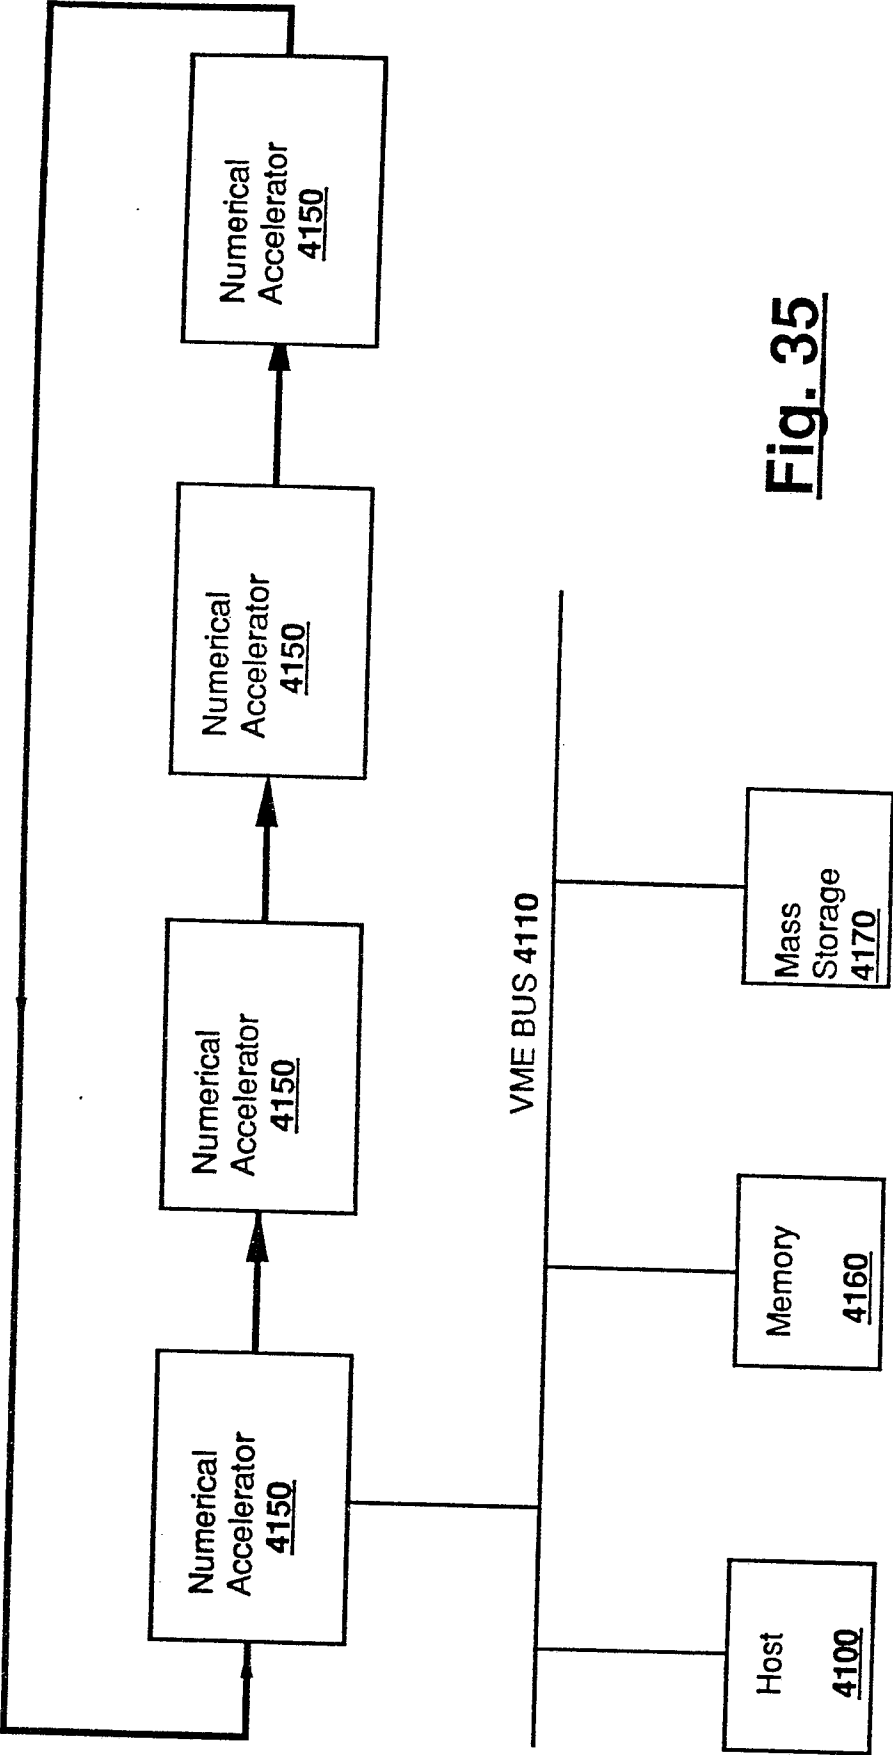 Numerical
Accelerator
4150
Numerical
Accelerator
4150
Numerical
Accelerator
4150
Numerical
Accelerator
4150
VME BUS 4110
Host
4100
Memory
4160
Mass
Storage
4170
Fig. 35